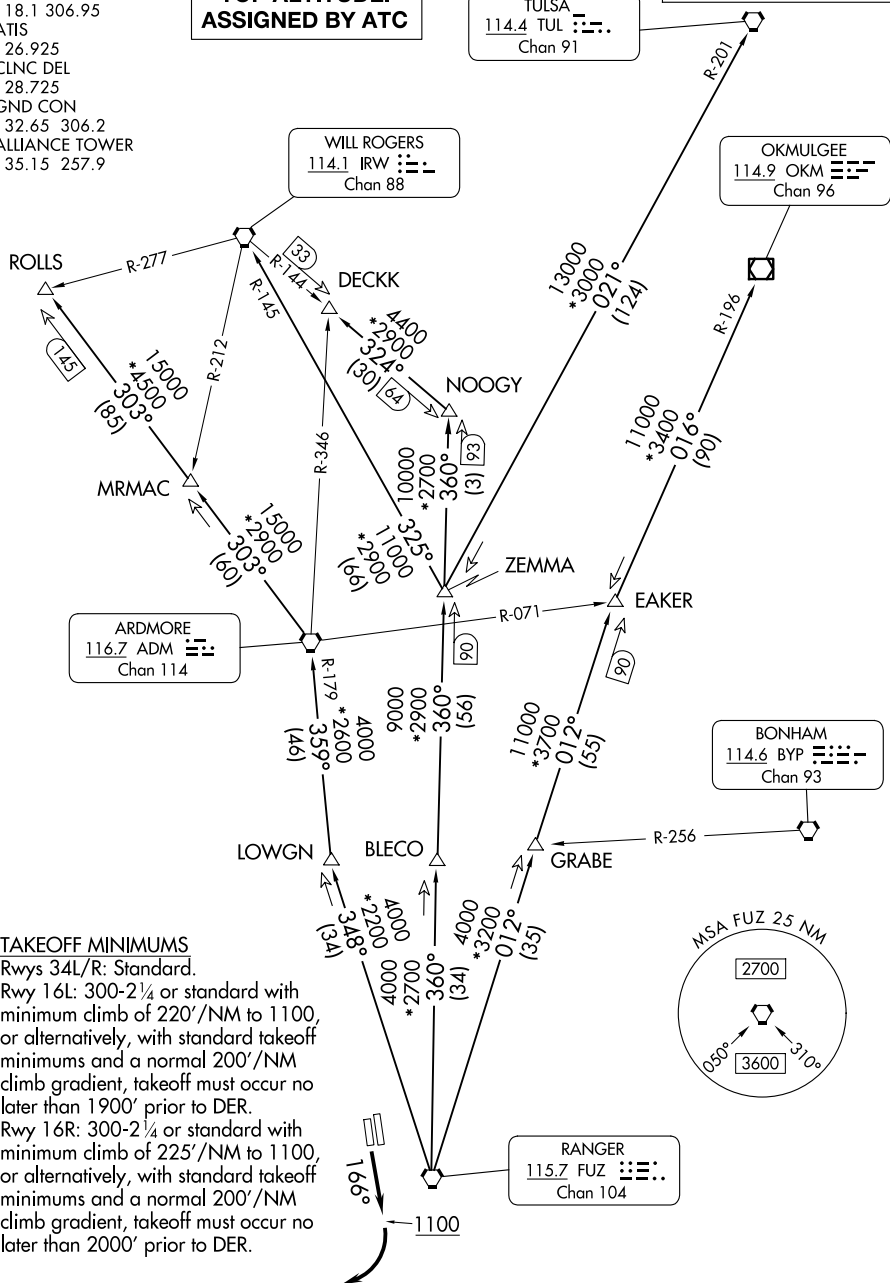 18.1 306.95
ATIS
26.925
CLNC DEL
28.725
GND CON
32.65 306.2
ALLIANCE TOWER
35.15 257.9
ASSIGNED BY ATC
TULSA
114.4 TUL
Chan 91
R-201
WILL ROGERS
114.1 IRW
Chan 88
OKMULGEE
114.9 OKM
Chan 96
ROLLS
R-277
33
R-144
DECKK
R-145
R-212
145
15000
*4500
303°
(85)
4400
*2900
324°
(30)
64
NOOGY
93
13000
*3000
021°
(124)
R-196
11000
*3400
016°
(90)
R-346
MRMAC
10000
*2700
360°
(3)
325°
11000
*2900
(66)
15000
*2900
303°
(60)
ZEMMA
EAKER
R-071
ARDMORE
116.7 ADM
Chan 114
90
90
R-179
4000
*2600
359°
(46)
9000
*2900
360°
(56)
11000
*3700
012°
(55)
BONHAM
114.6 BYP
Chan 93
R-256
LOWGN
BLECO
GRABE
4000
*2200
348°
(34)
4000
*2700
360°
(34)
4000
*3200
012°
(35)
MSA FUZ 25 NM
2700
050°
310°
3600
TAKEOFF MINIMUMS
Rwys 34L/R: Standard.
Rwy 16L: 300-2¼ or standard with
minimum climb of 220'/NM to 1100,
or alternatively, with standard takeoff
minimums and a normal 200'/NM
climb gradient, takeoff must occur no
later than 1900' prior to DER.
Rwy 16R: 300-2¼ or standard with
minimum climb of 225'/NM to 1100,
or alternatively, with standard takeoff
minimums and a normal 200'/NM
climb gradient, takeoff must occur no
later than 2000' prior to DER.
166°
1100
RANGER
115.7 FUZ
Chan 104